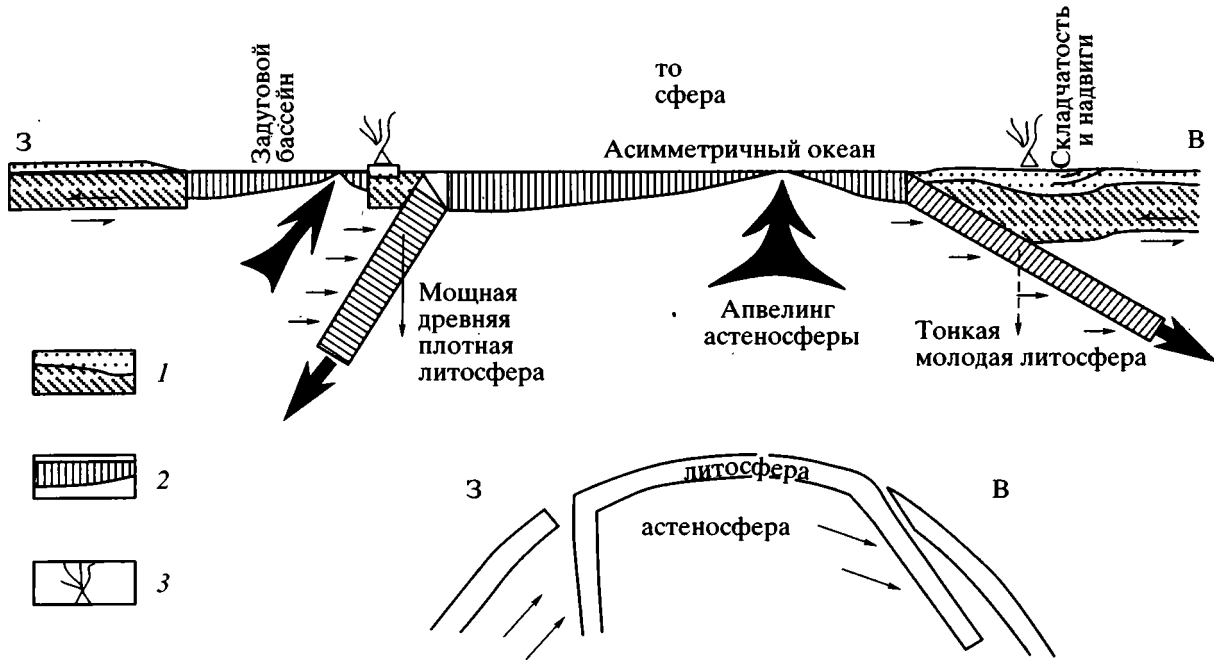 то
сфера
Задуговой
бассейн
Складчатость
и надвиги
З
В
Асимметричный океан
Мощная
древняя
плотная
литосфера
Апвелинг
астеносферы
Тонкая
молодая литосфера
1
2
3
З
В
литосфера
астеносфера